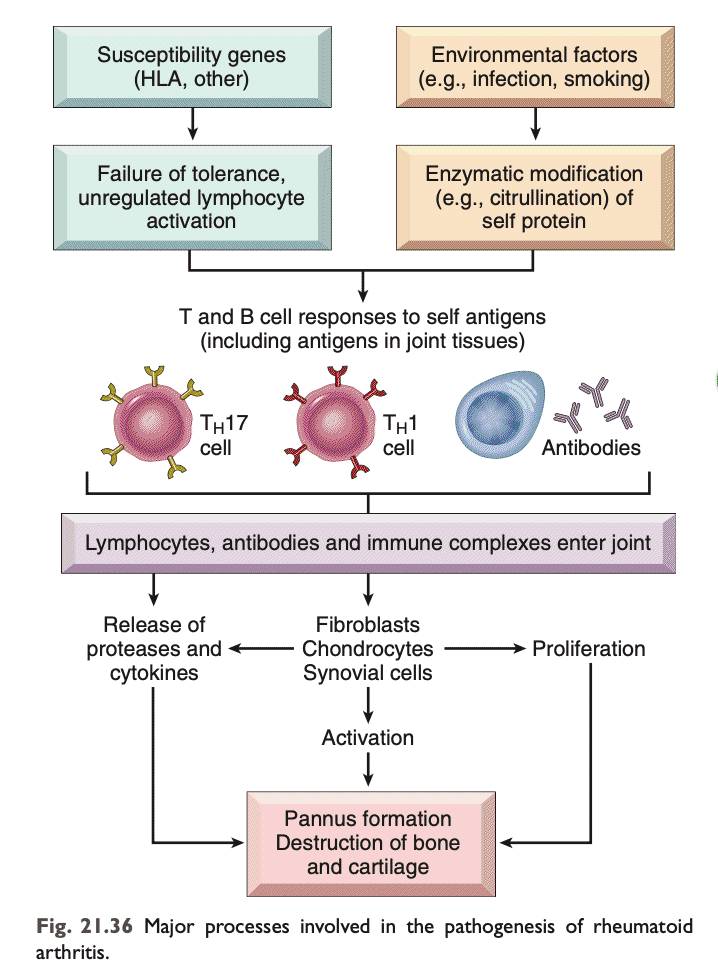 Susceptibility genes
(HLA, other)
Environmental factors
(e.g., infection, smoking)
Failure of tolerance,
unregulated lymphocyte
activation
Enzymatic modification
(e.g., citrullination) of
self protein
T and B cell responses to self antigens
(including antigens in joint tissues)
TH17
cell
TH1
cell
Antibodies
Lymphocytes, antibodies and immune complexes enter joint
Release of
proteases and
cytokines
Fibroblasts
Chondrocytes
Synovial cells
Proliferation
Activation
Pannus formation
Destruction of bone
and cartilage
Fig. 21.36 Major processes involved in the pathogenesis of rheumatoid
arthritis.